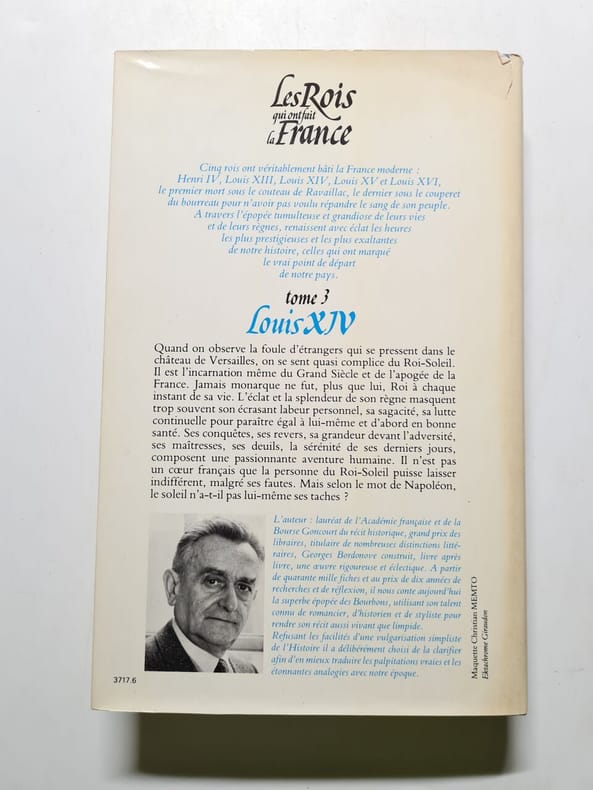 Les Rois
qui ont fait
la France
Cinq rois ont véritablement bâti la France moderne :
Henri IV, Louis XIII, Louis XIV, Louis XV et Louis XVI,
le premier mort sous le couteau de Ravaillac, le dernier sous le couperet
du bourreau pour n'avoir pas voulu répandre le sang de son peuple.
A travers l'épopée tumulteuse et grandiose de leurs vies
et de leurs règnes, renaissent avec éclat les heures
les plus prestigieuses et les plus exaltantes
de notre histoire, celles qui ont marqué
le vrai point de départ
de notre pays.
tome 3
Louis XIV
Quand on observe la foule d'étrangers qui se pressent dans le
château de Versailles, on se sent quasi complice du Roi-Soleil.
Il est l'incarnation même du Grand Siècle et de l'apogée de la
France. Jamais monarque ne fut, plus que lui, Roi à chaque
instant de sa vie. L'éclat et la splendeur de son règne masquent
trop souvent son écrasant labeur personnel, sa sagacité, sa lutte
continuelle pour paraître égal à lui-même et d'abord en bonne
santé. Ses conquêtes, ses revers, sa grandeur devant l'adversité,
ses maîtresses, ses deuils, la sérénité de ses derniers jours,
composent une passionnante aventure humaine. Il n'est pas
un cœur français que la personne du Roi-Soleil puisse laisser
indifférent, malgré ses fautes. Mais selon le mot de Napoléon,
le soleil n'a-t-il pas lui-même ses taches ?
L'auteur : lauréat de l'Académie française et de la
Bourse Goncourt du récit historique, grand prix des
libraires, titulaire de nombreuses distinctions litté-
raires, Georges Bordonove construit, livre après
livre, une œuvre rigoureuse et éclectique. A partir
de quarante mille fiches et au prix de dix années de
recherches et de réflexion, il nous conte aujourd'hui
la superbe épopée des Bourbons, utilisant son talent
connu de romancier, d'historien et de styliste pour
rendre son récit aussi vivant que limpide.
Refusant les facilités d'une vulgarisation simpliste
de l'Histoire il a délibérément choisi de la clarifier
afin d'en mieux traduire les palpitations vraies et les
étonnantes analogies avec notre époque.
Maquette Christian MEMTO
Ektachrome Giraudon
3717.6